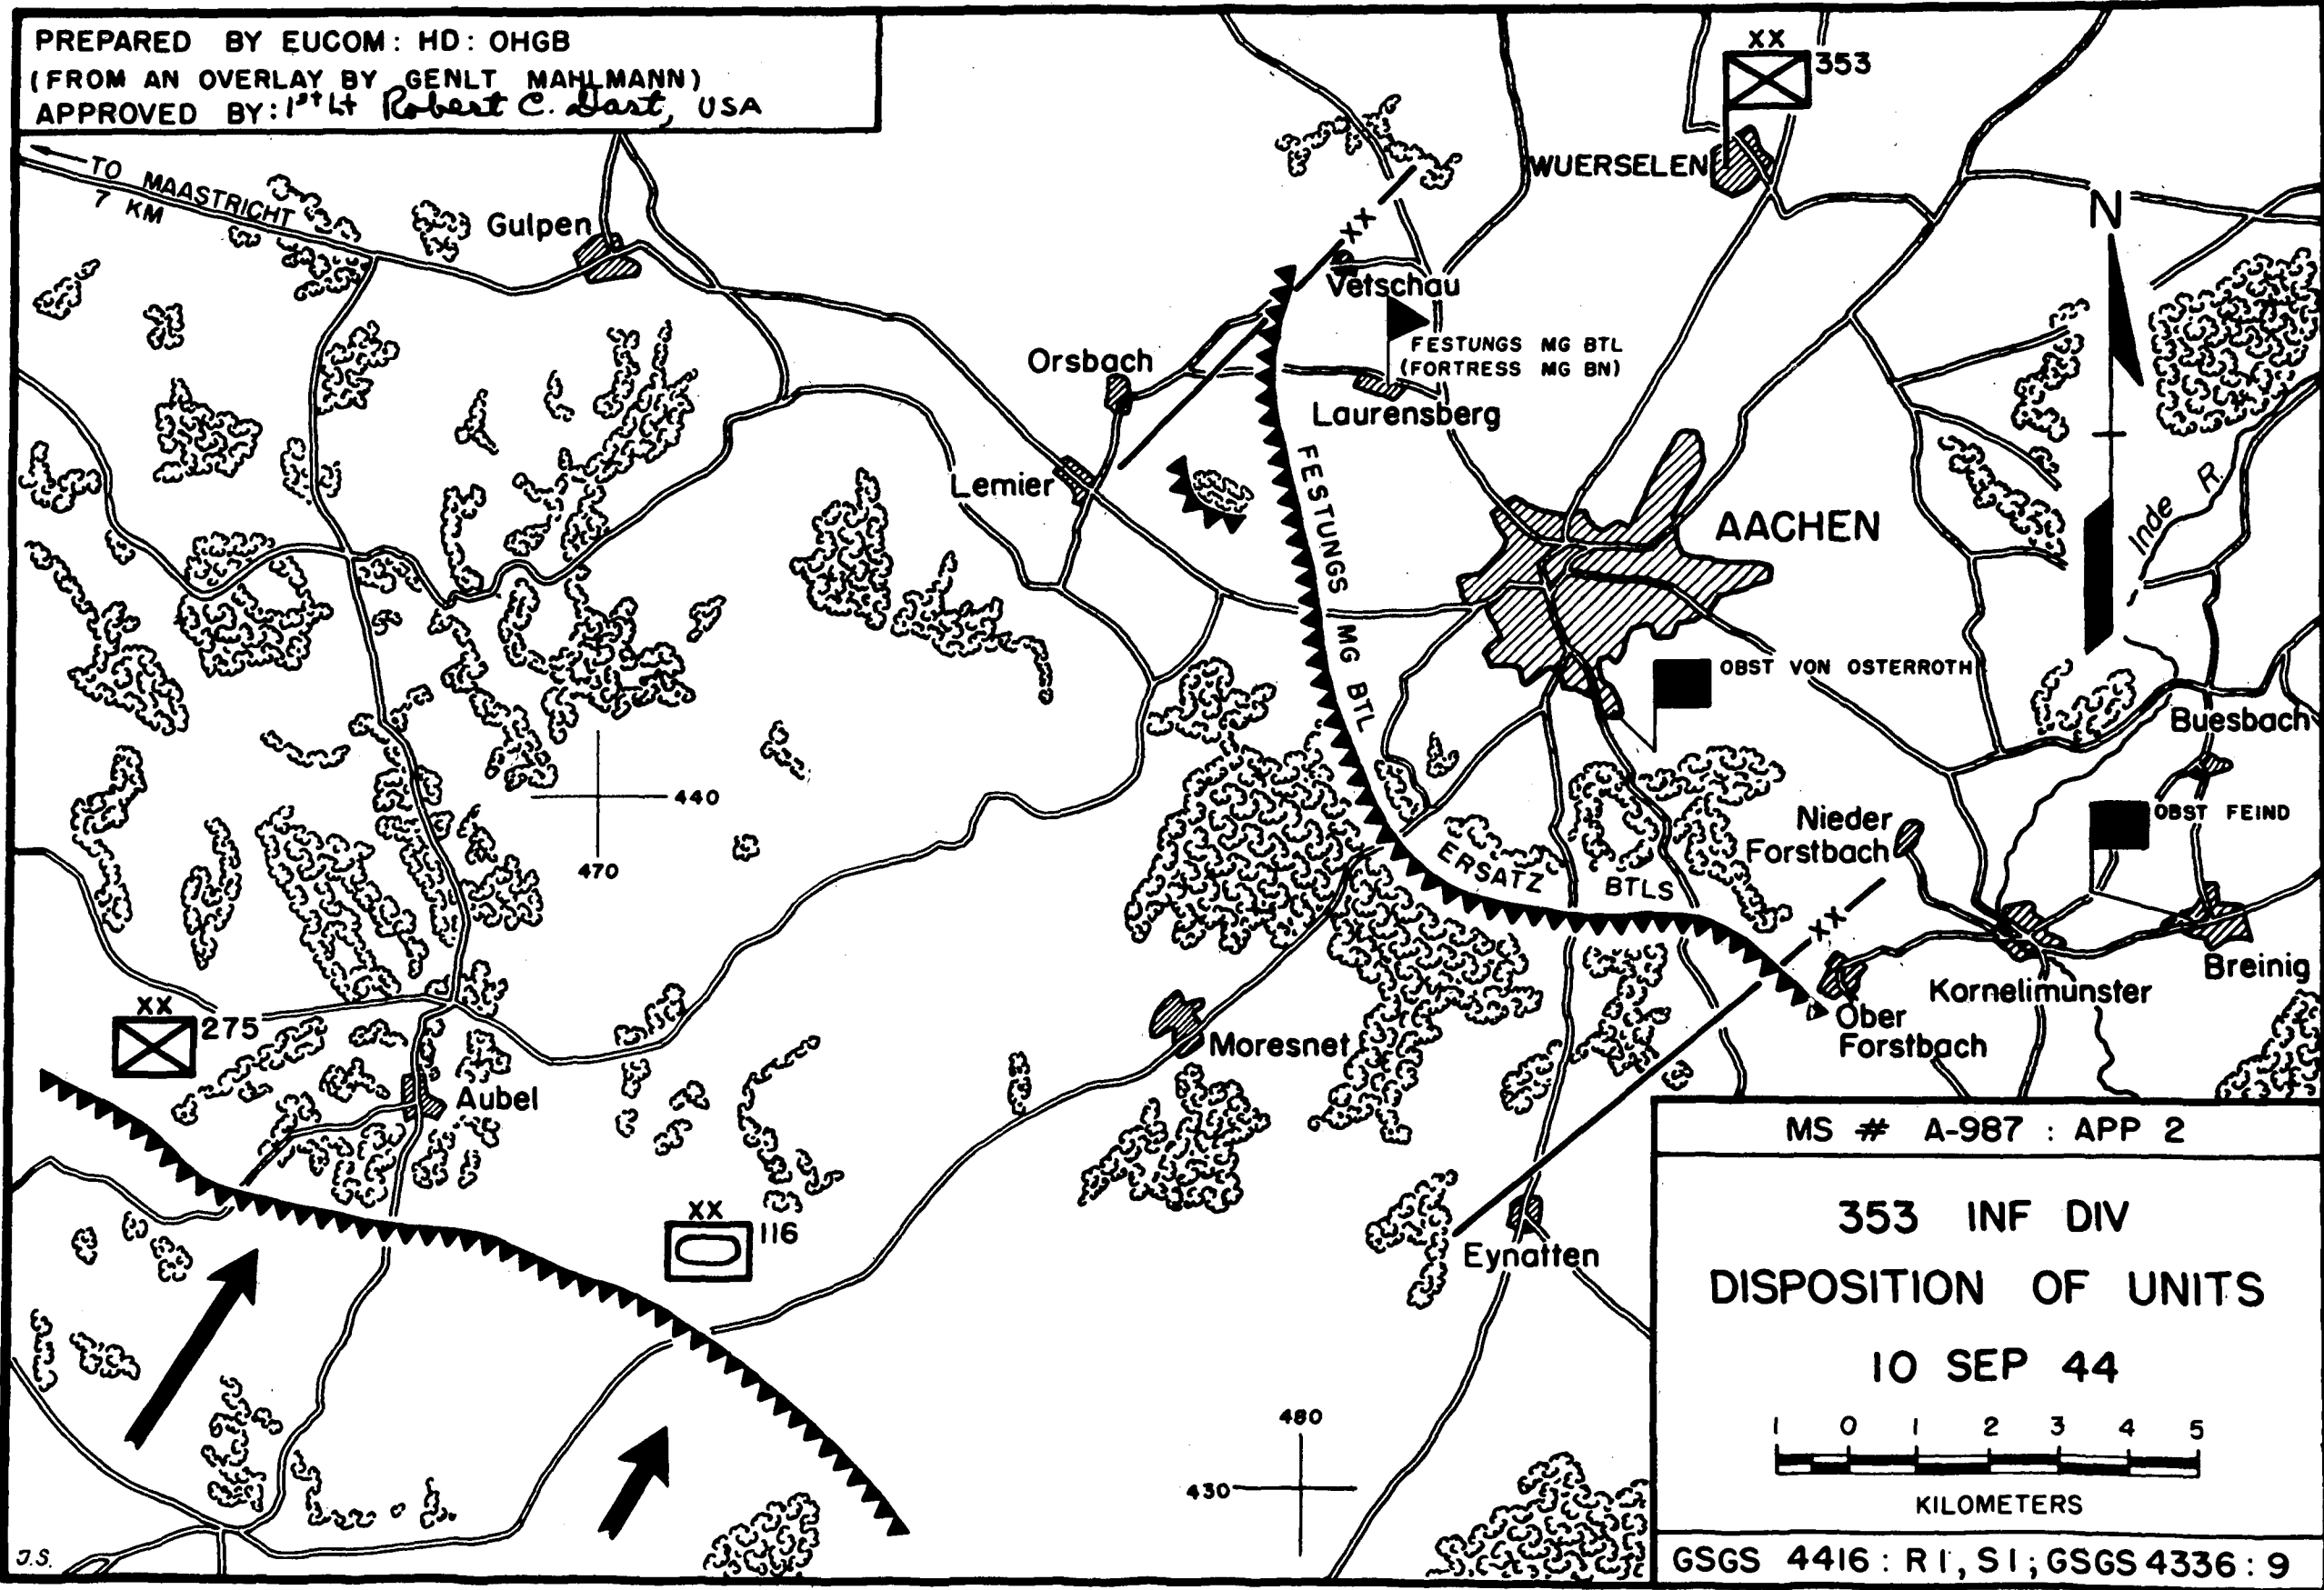 PREPARED BY EUCOM: HD: OHGB
(FROM AN OVERLAY BY GENLT MAHLMANN)
APPROVED BY: 1st Lt Robert C. Dast, USA
TO MAASTRICHT
7 KM
Gulpen
XX
353
WUERSELEN
N
XX
Vetschau
FESTUNGS MG BTL
(FORTRESS MG BN)
Orsbach
Laurensberg
Lemier
FESTUNGS MG BTL
AACHEN
Inde R.
OBST VON OSTERROTH
Buesbach
440
470
OBST FEIND
Nieder
Forstbach
ERSATZ BTLS
XX
Breinig
Kornelimunster
XX
275
Ober
Forstbach
Moresnet
Aubel
XX
116
Eynatten
480
430
J.S.
MS # A-987 : APP 2
353 INF DIV
DISPOSITION OF UNITS
10 SEP 44
1 0 1 2 3 4 5
KILOMETERS
GSGS 4416: R1, S1; GSGS 4336: 9